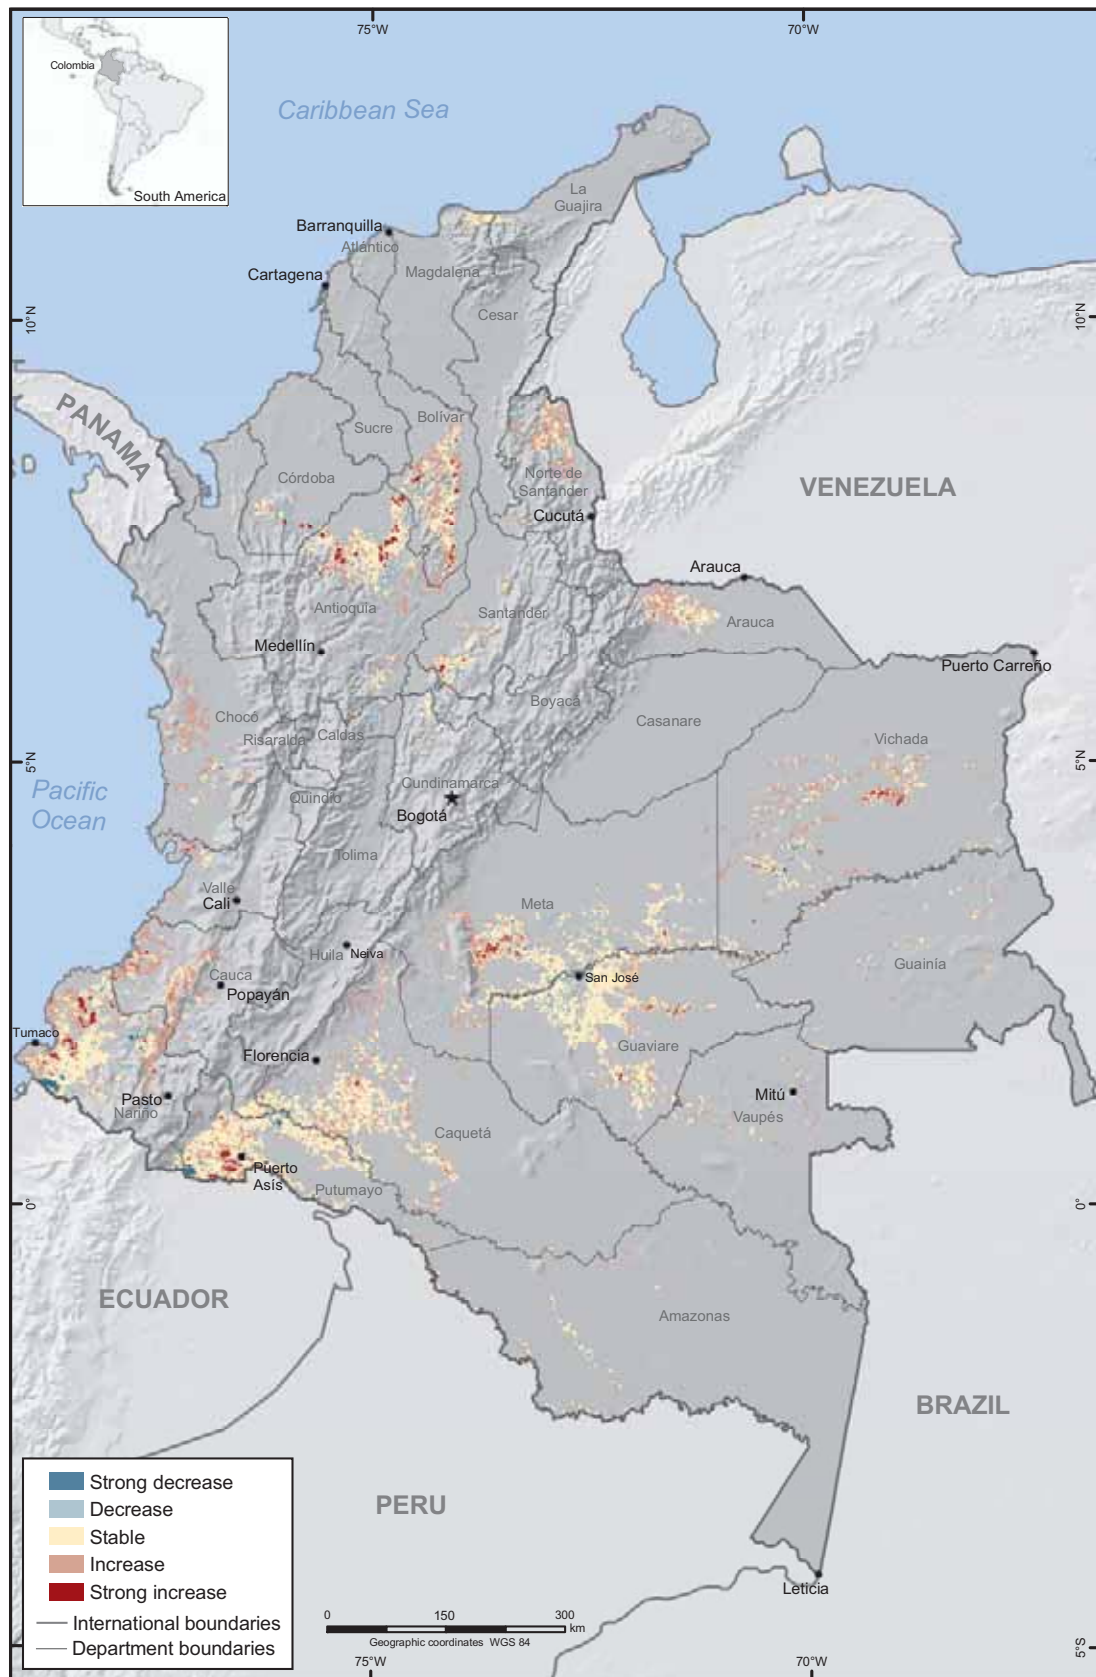 75°W
70°W
Colombia
South America
Caribbean Sea
La
Guajira
Barranquilla
Atlántico
Magdalena
Cartagena
Cesar
10°N
10°N
PANAMA
D
Bolívar
Sucre
Córdoba
Norte de
Santander
Cucutá
VENEZUELA
Arauca
Antioquia
Santander
Arauca
Medellín
Puerto Carreño
Boyacá
Chocó
Casanare
Risaralda
Caldas
Vichada
5°N
5°N
Pacific
Ocean
Cundinamarca
Quindío
Bogotá
Tolima
Valle
Cali
Meta
Huila
Neiva
Guainía
Cauca
Popayán
San José
Tumaco
Florencia
Guaviare
Pasto
Nariño
Mitú
Vaupés
Caquetá
Puerto
Asís
Putumayo
0°
0°
ECUADOR
Amazonas
BRAZIL
PERU
Strong decrease
Decrease
Stable
Increase
Strong increase
International boundaries
Department boundaries
0
150
300
km
Geographic coordinates WGS 84
Leticia
5°S
75°W
70°W